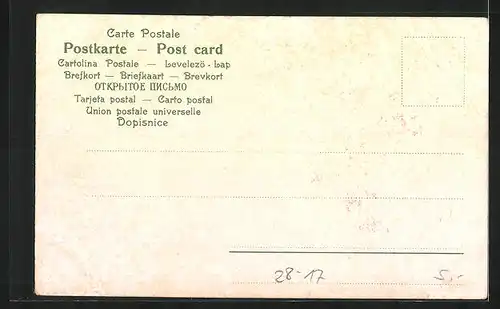 Carte Postale
Postkarte — Post card
Cartolina Postale — Levelezö-Lap
Brefkort — Briefkaart — Brevkort
ОТКРЫТОЕ ПИСЬМО
Tarjeta postal — Carto postal
Union postale universelle
Dopisnice
28-17
5,-